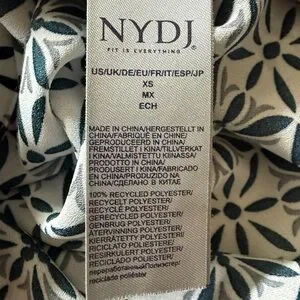 NYDJ
FIT IS EVERYTHING
US/UK/DE/EU/FR/IT/ESP/JP
XS
MX
ECH
MADE IN CHINA/HERGESTELLT IN
CHINA/FABRIQUÉ EN CHINE/
GEPRODUCEERD IN CHINA/
FREMSTILLET I KINA/TILLVERKAT
I KINA/VALMISTETTU KIINASSA/
PRODOTTO IN CHINA/
PRODUSERT I KINA/FABRICADO
EN CHINA/PRODUZIDO NA
CHINA/СДЕЛАНО В КИТАЕ
100% RECYCLED POLYESTER/
RECYCELT POLYESTER/
RECYCLÉ POLYESTER/
GERECYCLED POLYESTER/
GENBRUG POLYESTER/
ÅTERVINNING POLYESTER/
KIERRÄTETTY POLYESTERI/
RICICLATO POLIESTERE/
RESIRKULERT POLYESTER/
RECICLADO POLIÉSTER/
переработанный Полиэстер/
reciclado poliéster